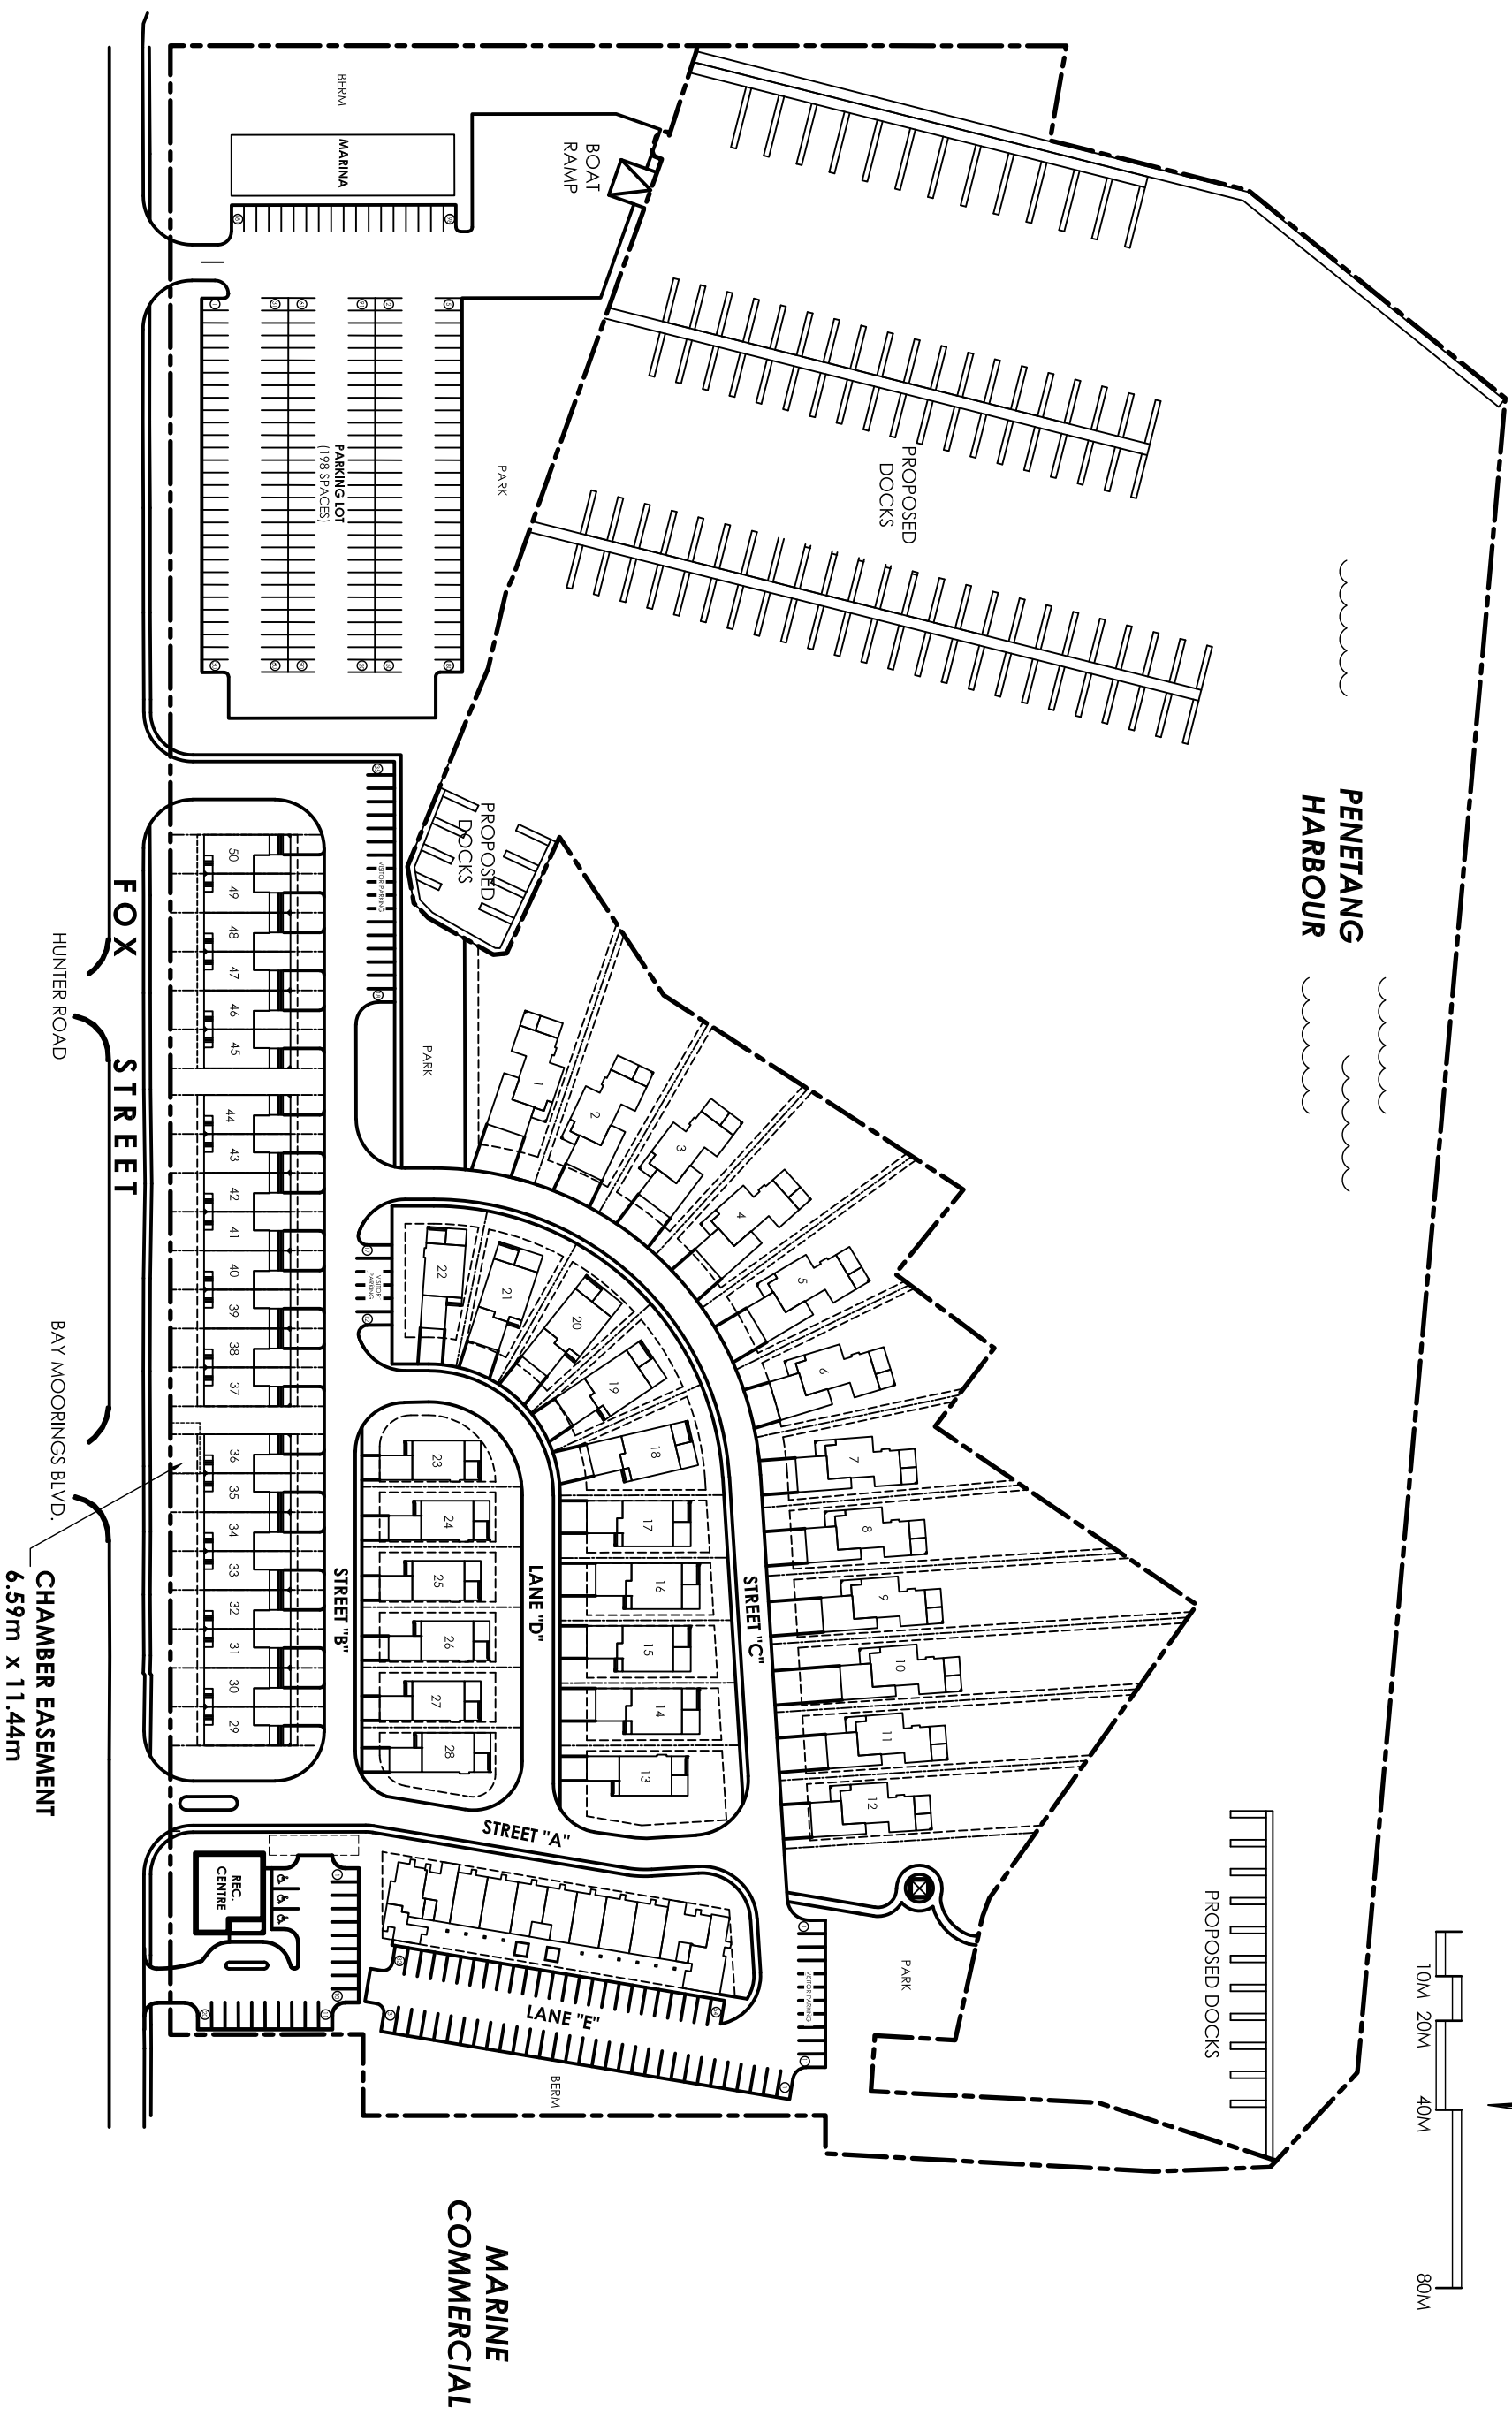 PENETANG
HARBOUR
10M 20M 40M 80M
BERM
MARINA
BOAT
RAMP
PARKING LOT
(198 SPACES)
PARK
PROPOSED
DOCKS
PROPOSED
DOCKS
VISITOR PARKING
PARK
FOX STREET
HUNTER ROAD
BAY MOORINGS BLVD.
CHAMBER EASEMENT
6.59m x 11.44m
50
49
48
47
46
45
44
43
42
41
40
39
38
37
36
35
34
33
32
31
30
29
1
2
3
4
5
6
7
8
9
10
11
12
22
21
20
19
18
17
16
15
14
13
23
24
25
26
27
28
VISITOR
PARKING
STREET "B"
LANE "D"
STREET "C"
STREET "A"
REC.
CENTRE
LANE "E"
VISITOR PARKING
PARK
BERM
PROPOSED DOCKS
MARINE
COMMERCIAL